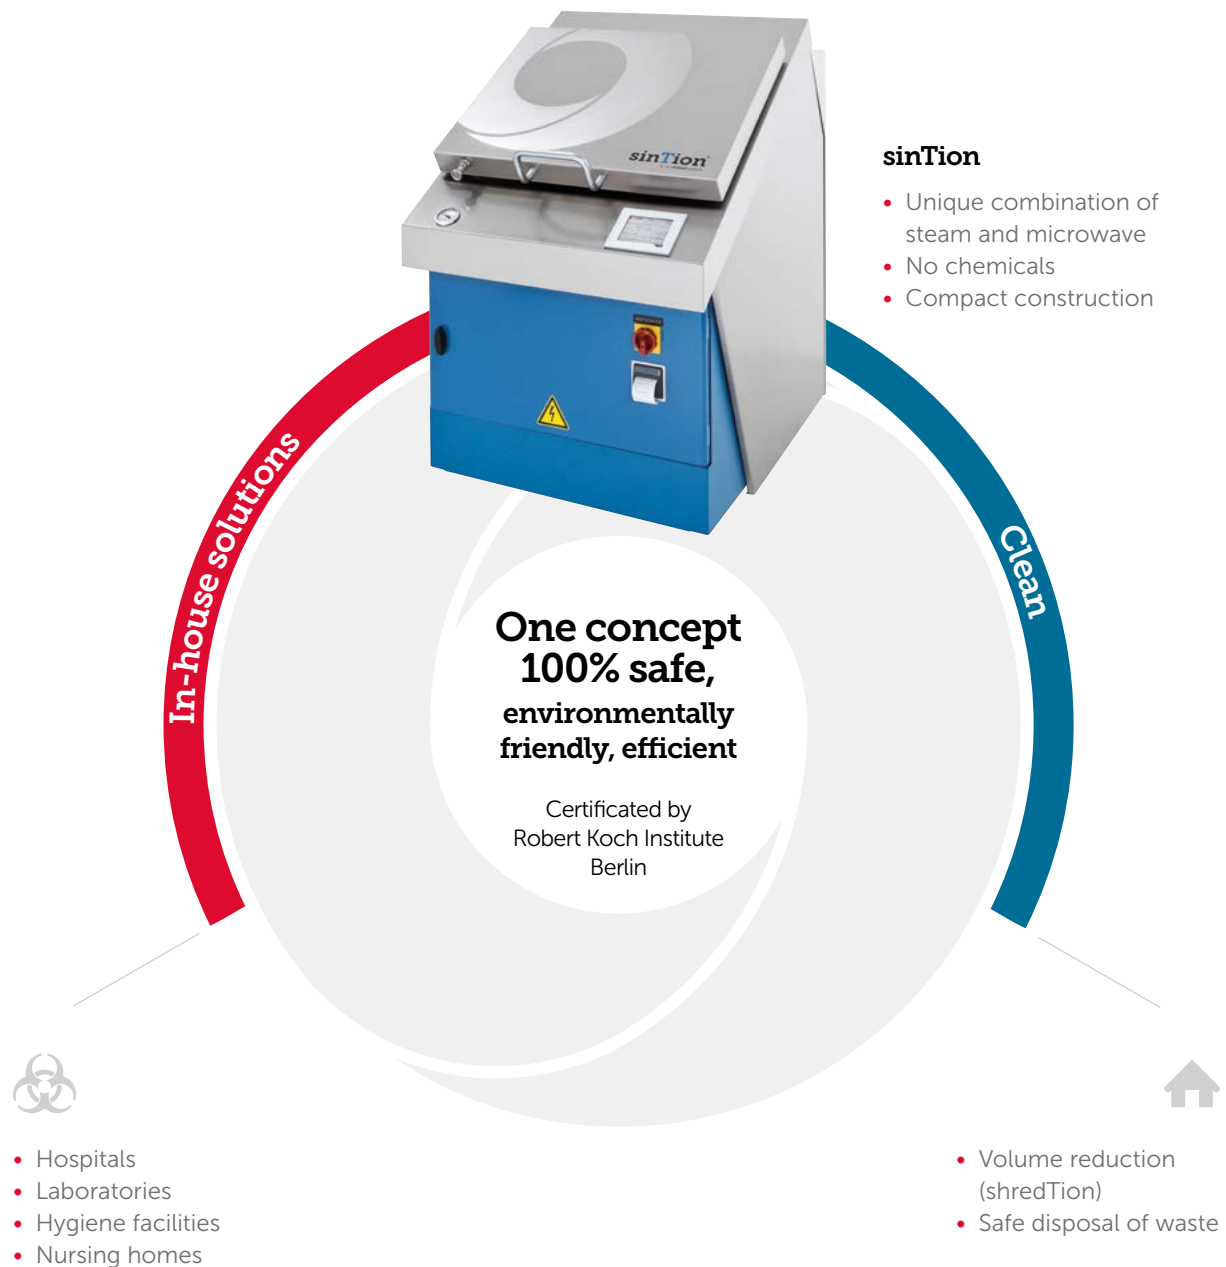 sinTion
sinTion
• Unique combination of
steam and microwave
• No chemicals
• Compact construction
In-house solutions
Clean
One concept
100% safe,
environmentally
friendly, efficient
Certificated by
Robert Koch Institute
Berlin
• Hospitals
• Laboratories
• Hygiene facilities
• Nursing homes
• Volume reduction
(shredTion)
• Safe disposal of waste